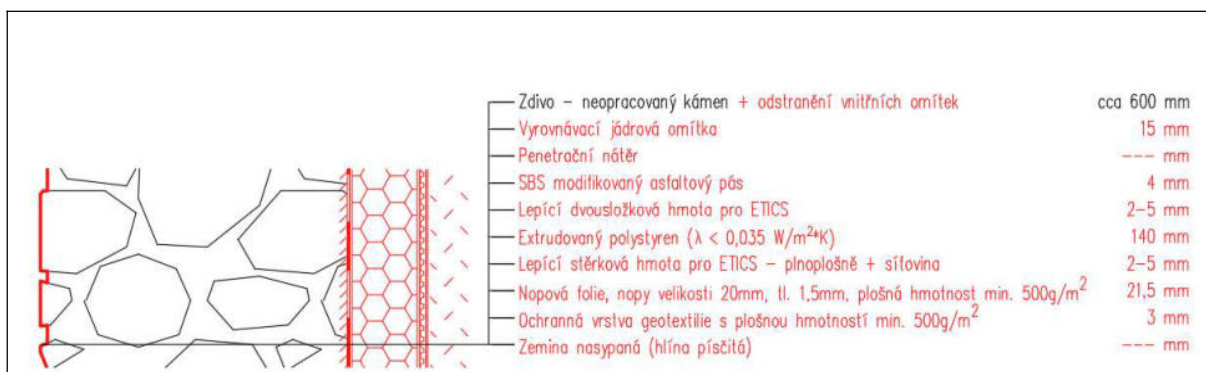 Zdivo – neopracovaný kámen + odstranění vnitřních omítek cca 600 mm
Vyrovnávací jádrová omítka 15 mm
Penetrační nátěr --- mm
SBS modifikovaný asfaltový pás 4 mm
Lepící dvousložková hmota pro ETICS 2–5 mm
Extrudovaný polystyren (λ < 0,035 W/m²*K) 140 mm
Lepící stěrková hmota pro ETICS – plnoplošně + síťovina 2–5 mm
Nopová folie, nopy velikosti 20mm, tl. 1,5mm, plošná hmotnost min. 500g/m² 21,5 mm
Ochranná vrstva geotextilie s plošnou hmotností min. 500g/m² 3 mm
Zemina nasypaná (hlína písčitá) --- mm